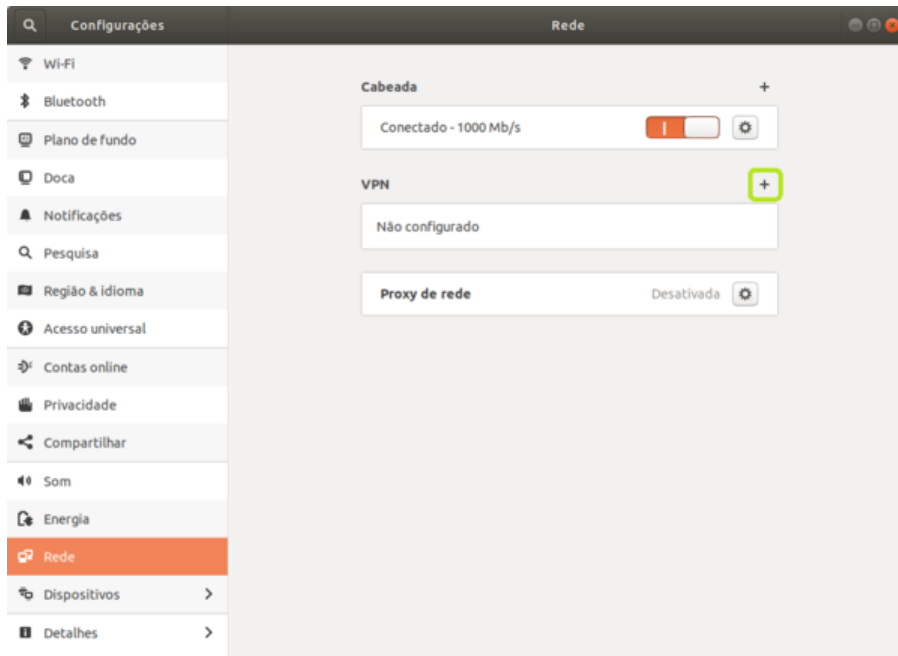 Configurações
Rede
Wi-Fi
Bluetooth
Plano de fundo
Doca
Notificações
Pesquisa
Região & idioma
Acesso universal
Contas online
Privacidade
Compartilhar
Som
Energia
Rede
Dispositivos
Detalhes
Cabeada
Conectado - 1000 Mb/s
VPN
Não configurado
Proxy de rede Desativada